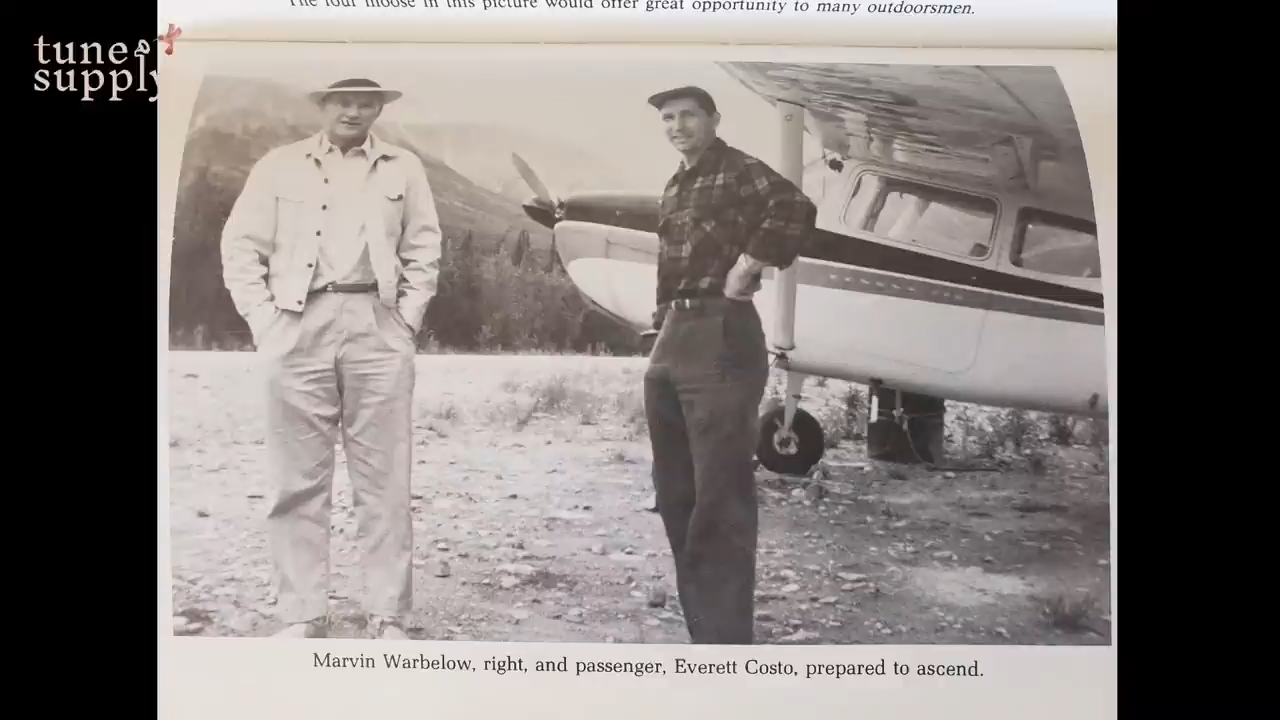 The four moose in this picture would offer great opportunity to many outdoorsmen.
tune
supply
Marvin Warbelow, right, and passenger, Everett Costo, prepared to ascend.